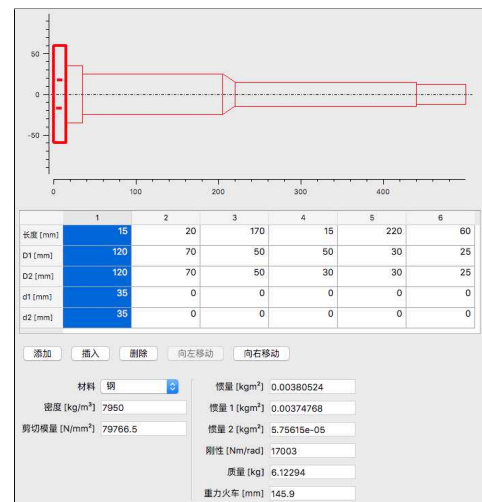 50
0
-50
0 100 200 300 400
1 2 3 4 5 6
长度 [mm] 15 20 170 15 220 60
D1 [mm] 120 70 50 50 30 25
D2 [mm] 120 70 50 30 30 25
d1 [mm] 35 0 0 0 0 0
d2 [mm] 35 0 0 0 0 0
添加 插入 删除 向左移动 向右移动
材料 钢 惯量 [kgm²] 0.00380524
密度 [kg/m³] 7950 惯量 1 [kgm²] 0.00374768
剪切模量 [N/mm²] 79766.5 惯量 2 [kgm²] 5.75615e-05
刚性 [Nm/rad] 17003
质量 [kg] 6.12294
重力火车 [mm] 145.9